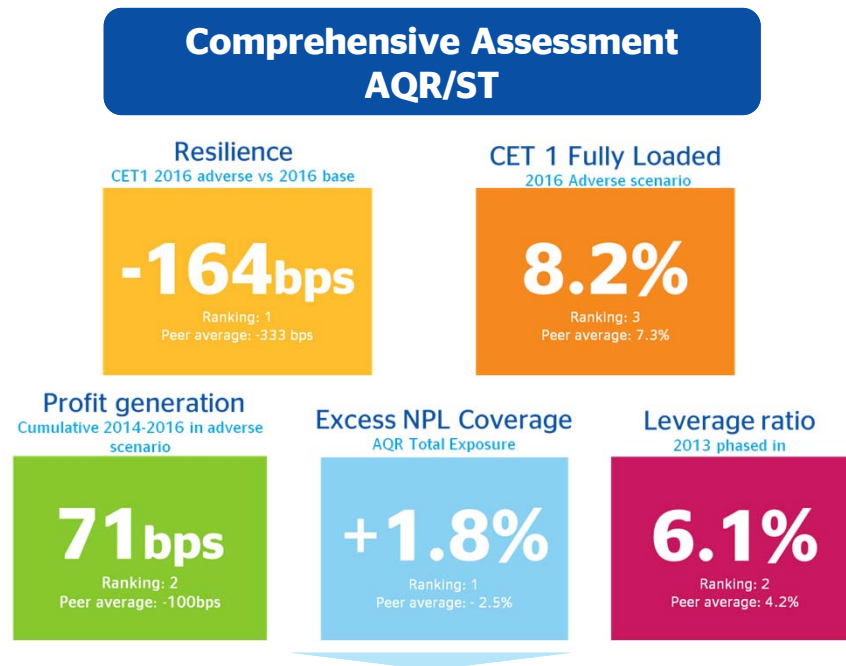 Comprehensive Assessment
AQR/ST
Resilience
CET1 2016 adverse vs 2016 base
-164bps
Ranking: 1
Peer average: -333 bps
CET 1 Fully Loaded
2016 Adverse scenario
8.2%
Ranking: 3
Peer average: 7.3%
Profit generation
Cumulative 2014-2016 in adverse
scenario
71bps
Ranking: 2
Peer average: -100bps
Excess NPL Coverage
AQR Total Exposure
+1.8%
Ranking: 1
Peer average: - 2.5%
Leverage ratio
2013 phased in
6.1%
Ranking: 2
Peer average: 4.2%